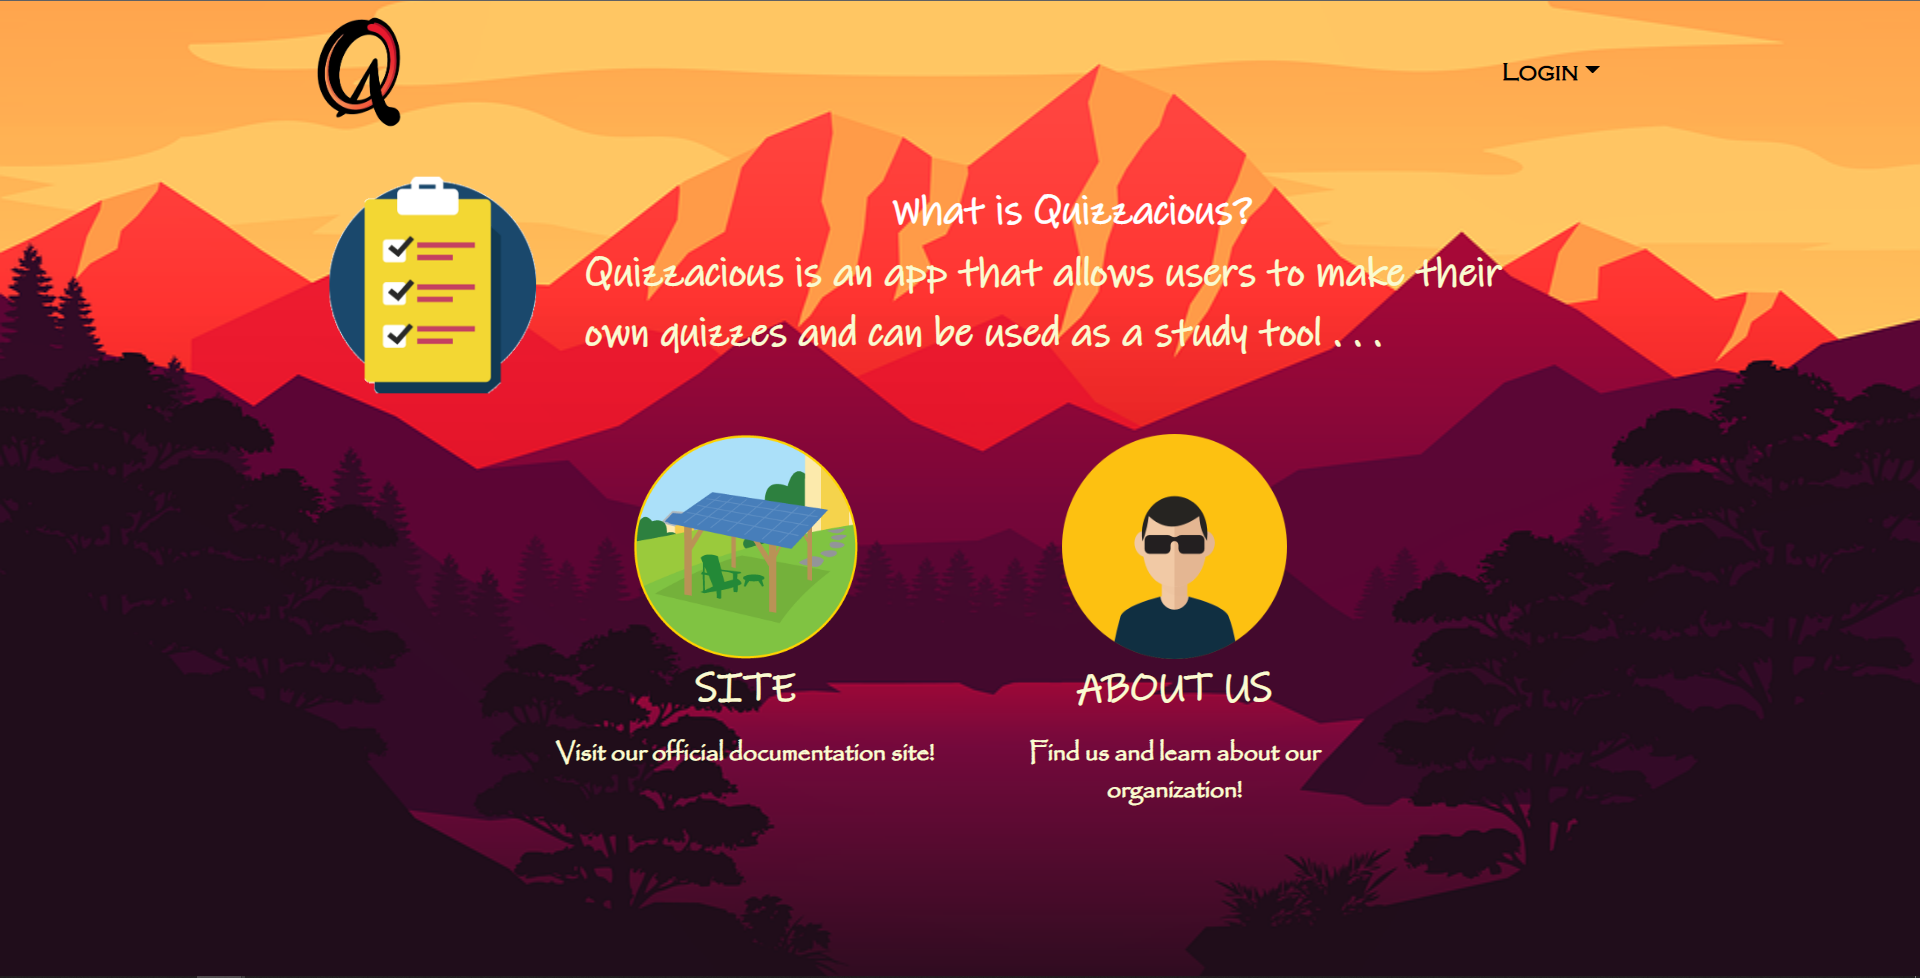 Login
What is Quizzacious?
Quizzacious is an app that allows users to make their
own quizzes and can be used as a study tool . . .
SITE
ABOUT US
Visit our official documentation site!
Find us and learn about our
organization!